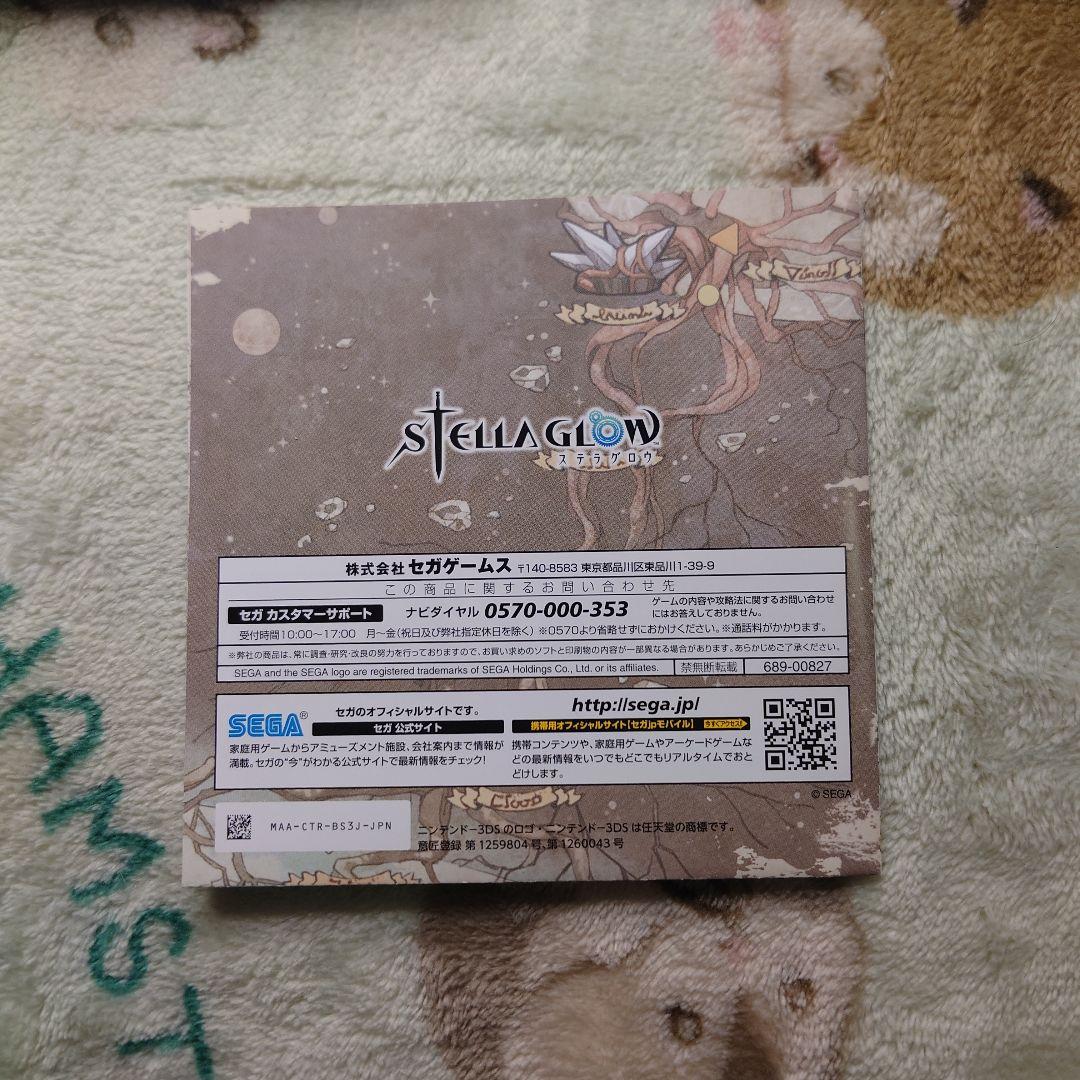 STELLA GLOW™
ステラグロウ
株式会社 セガゲームス 〒140-8583 東京都品川区東品川1-39-9
この商品に関するお問い合わせ先
セガ カスタマーサポート ナビダイヤル 0570-000-353 ゲームの内容や攻略法に関するお問い合わせ
にはお答えしておりません。
受付時間10:00〜17:00 月〜金(祝日及び弊社指定休日を除く) ※0570より省略せずにおかけください。※通話料がかかります。
※弊社の商品は、常に調査・研究・改良の努力を行っておりますので、お買い求めのソフトと印刷物の内容が一部異なる場合があります。あらかじめご了承ください。
SEGA and the SEGA logo are registered trademarks of SEGA Holdings Co., Ltd. or its affiliates. 禁無断転載 689-00827
SEGA® セガのオフィシャルサイトです。
セガ 公式サイト
家庭用ゲームからアミューズメント施設、会社案内まで情報が
満載。セガの“今”がわかる公式サイトで最新情報をチェック!
http://sega.jp/
携帯用オフィシャルサイト【セガjpモバイル】 今すぐアクセス!
携帯コンテンツや、家庭用ゲームやアーケードゲームな
どの最新情報をいつでもどこでもリアルタイムでおと
どけします。
© SEGA
MAA-CTR-BS3J-JPN
ニンテンドー3DSのロゴ・ニンテンドー3DSは任天堂の商標です。
意匠登録 第1259804号、第1260043号
HAMST